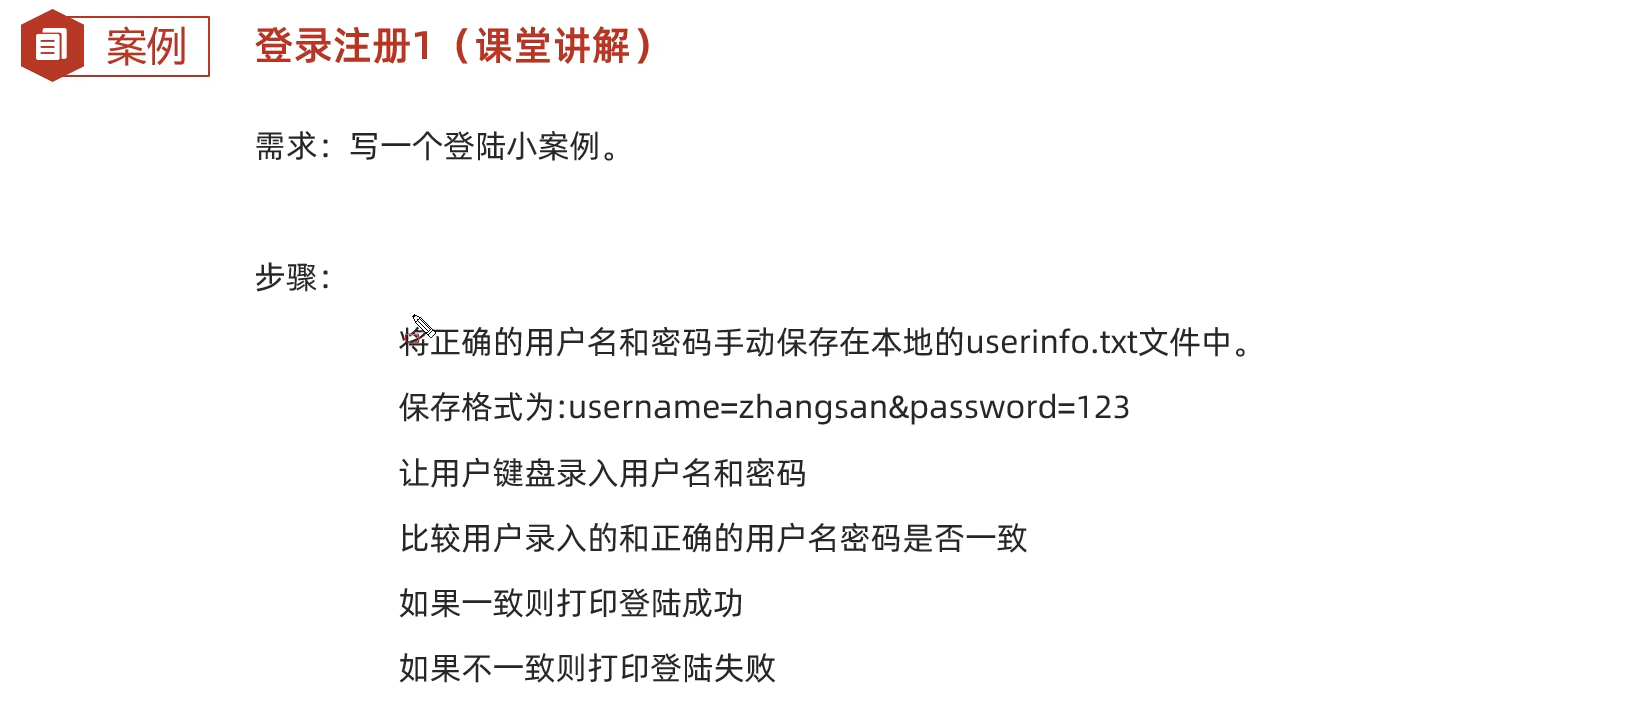 案例 登录注册1（课堂讲解）
需求：写一个登陆小案例。
步骤：
将正确的用户名和密码手动保存在本地的userinfo.txt文件中。
保存格式为:username=zhangsan&password=123
让用户键盘录入用户名和密码
比较用户录入的和正确的用户名密码是否一致
如果一致则打印登陆成功
如果不一致则打印登陆失败